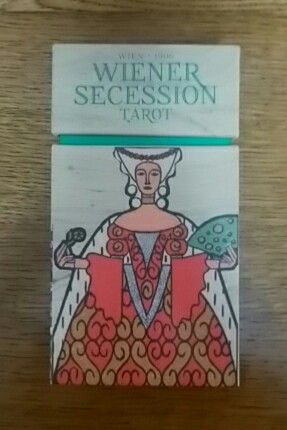 WIEN • 1906
WIENER
SECESSION
TAROT